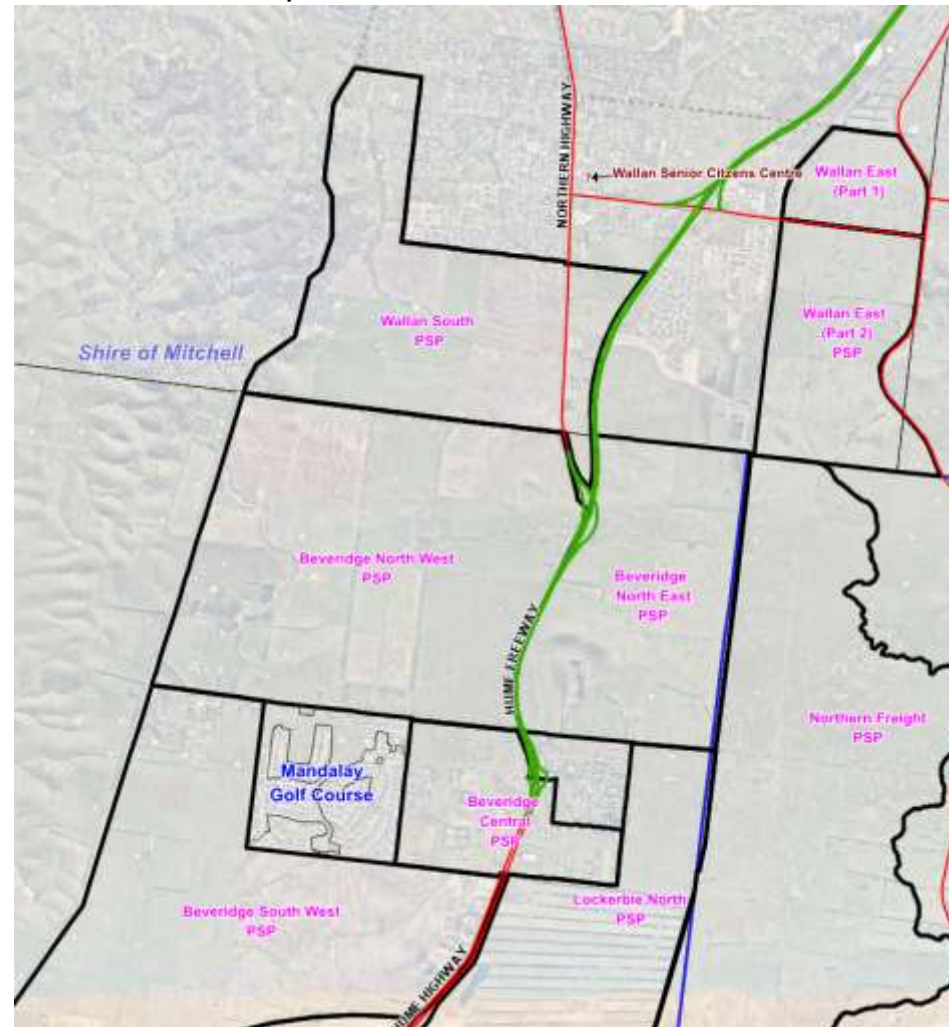 NORTHERN HIGHWAY
Wallan Senior Citzens Centre
Wallan East
(Part 1)
Wallan South
PSP
Shire of Mitchell
Wallan East
(Part 2)
PSP
Beveridge North West
PSP
Beveridge
North East
PSP
HUME FREEWAY
Northern Freight
PSP
Mandalay
Golf Course
Beveridge
Central
PSP
Beveridge South West
PSP
Lockerbie North
PSP
HUME HIGHWAY